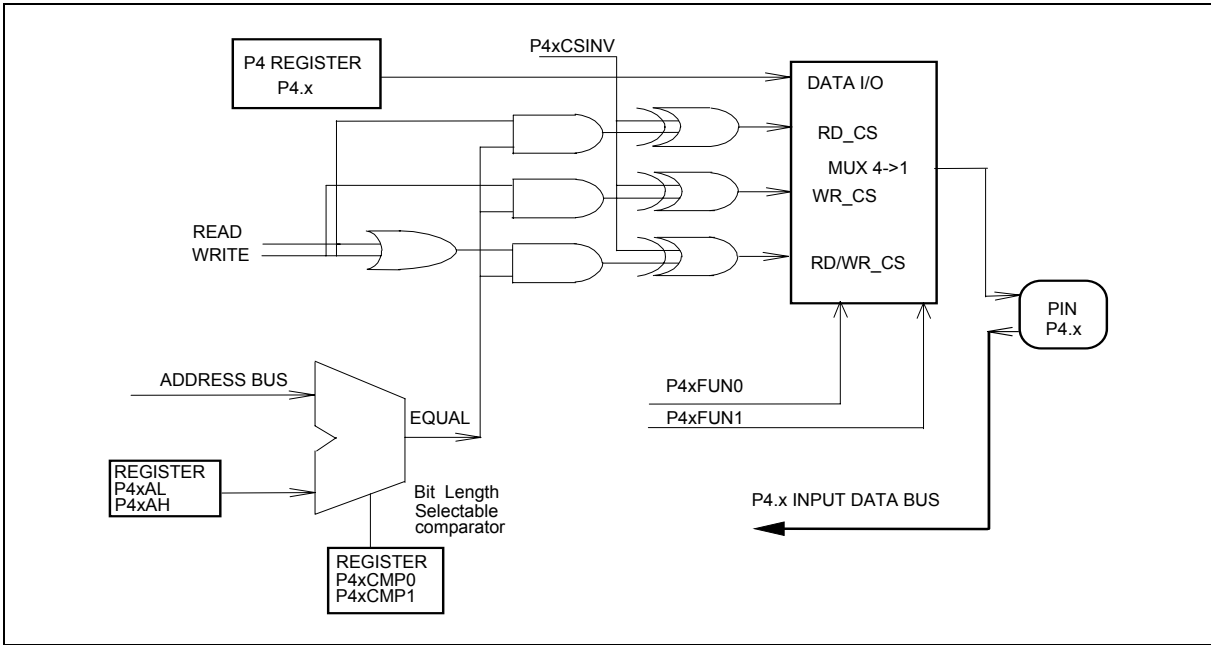 P4 REGISTER
P4.x
P4xCSINV
DATA I/O
RD_CS
MUX 4->1
WR_CS
RD/WR_CS
READ
WRITE
PIN
P4.x
ADDRESS BUS
EQUAL
P4xFUN0
P4xFUN1
REGISTER
P4xAL
P4xAH
Bit Length
Selectable
comparator
P4.x INPUT DATA BUS
REGISTER
P4xCMP0
P4xCMP1